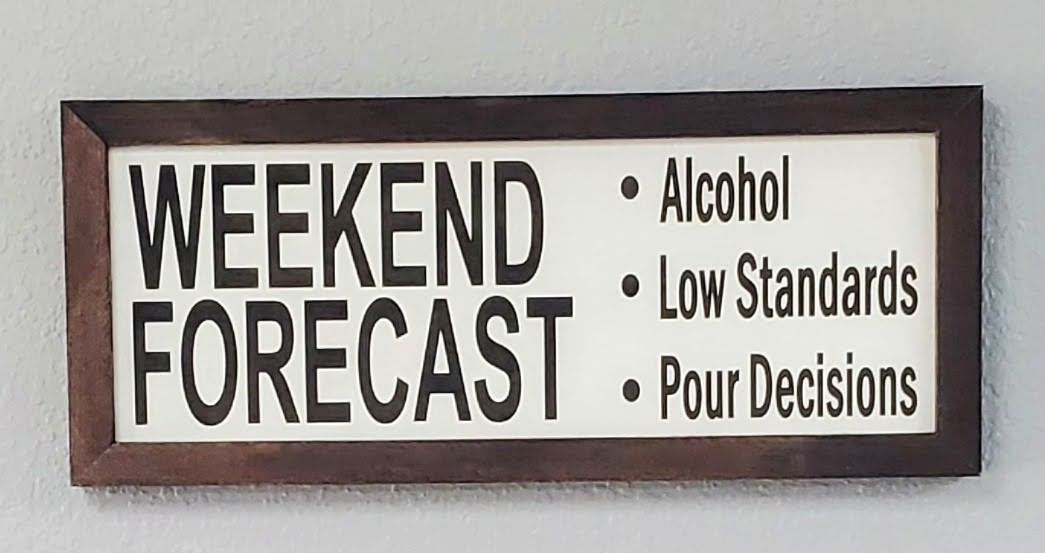 WEEKEND
FORECAST
• Alcohol
• Low Standards
• Pour Decisions